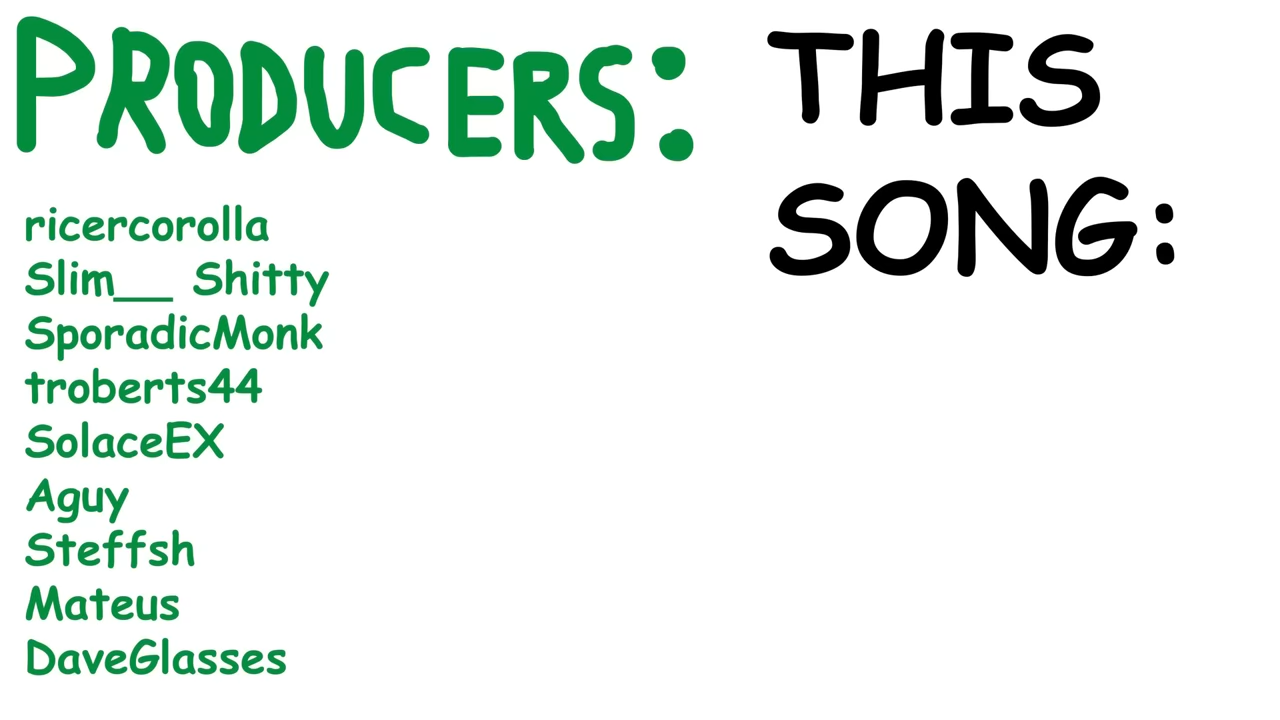 PRODUCERS:
ricercorolla
Slim__ Shitty
SporadicMonk
troberts44
SolaceEX
Aguy
Steffsh
Mateus
DaveGlasses
THIS
SONG: